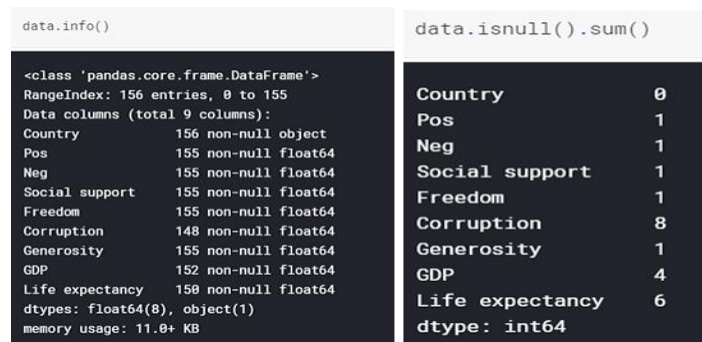 data.info()
<class 'pandas.core.frame.DataFrame'>
RangeIndex: 156 entries, 0 to 155
Data columns (total 9 columns):
Country 156 non-null object
Pos 155 non-null float64
Neg 155 non-null float64
Social support 155 non-null float64
Freedom 155 non-null float64
Corruption 148 non-null float64
Generosity 155 non-null float64
GDP 152 non-null float64
Life expectancy 150 non-null float64
dtypes: float64(8), object(1)
memory usage: 11.0+ KB
data.isnull().sum()
Country 0
Pos 1
Neg 1
Social support 1
Freedom 1
Corruption 8
Generosity 1
GDP 4
Life expectancy 6
dtype: int64